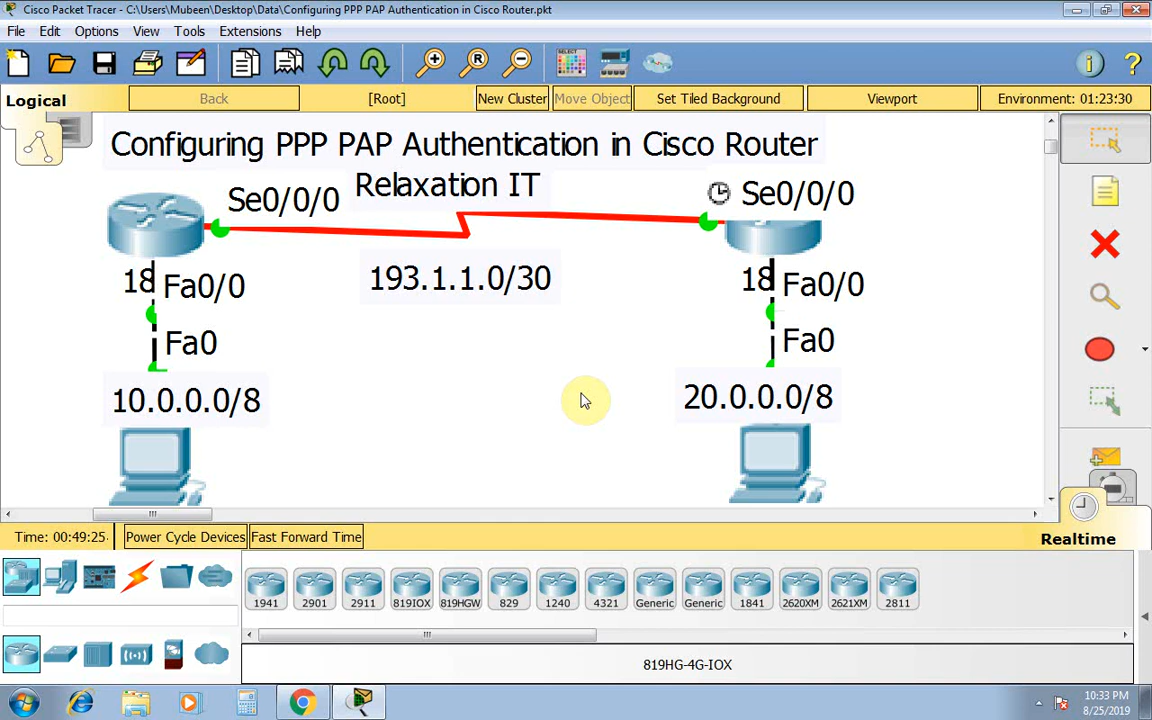 Cisco Packet Tracer - C:\Users\Mubeen\Desktop\Data\Configuring PPP PAP Authentication in Cisco Router.pkt
File Edit Options View Tools Extensions Help
Logical Back [Root] New Cluster Move Object Set Tiled Background Viewport Environment: 01:23:30
Configuring PPP PAP Authentication in Cisco Router
Relaxation IT
Se0/0/0 Se0/0/0
193.1.1.0/30
18 Fa0/0 18 Fa0/0
Fa0 Fa0
10.0.0.0/8 20.0.0.0/8
Time: 00:49:25 Power Cycle Devices Fast Forward Time Realtime
1941 2901 2911 819IOX 819HGW 829 1240 4321 Generic Generic 1841 2620XM 2621XM 2811
819HG-4G-IOX
10:33 PM
8/25/2019